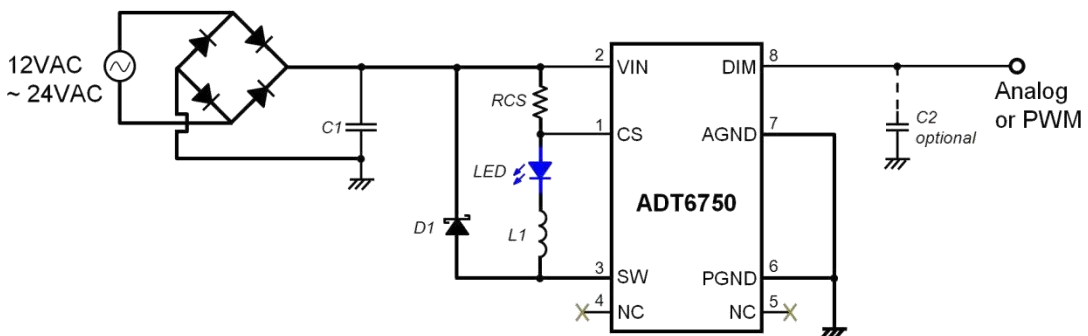 12VAC
~ 24VAC
C1
D1
RCS
LED
L1
2
VIN
1
CS
3
SW
4
NC
ADT6750
DIM
8
AGND
7
PGND
6
NC
5
C2
optional
Analog
or PWM